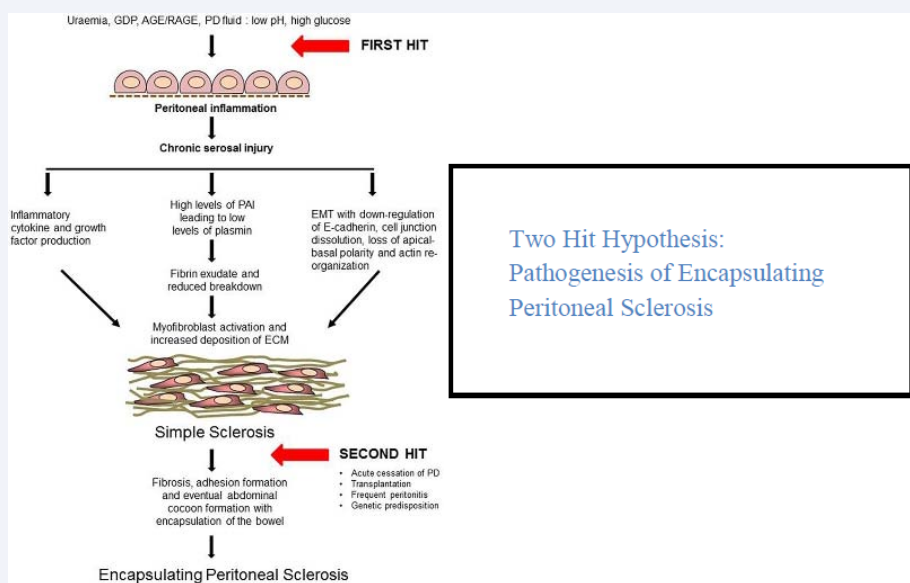 Uraemia, GDP, AGE/RAGE, PD fluid : low pH, high glucose
FIRST HIT
Peritoneal inflammation
Chronic serosal injury
Inflammatory
cytokine and growth
factor production
High levels of PAI
leading to low
levels of plasmin
Fibrin exudate and
reduced breakdown
EMT with down-regulation
of E-cadherin, cell junction
dissolution, loss of apical-
basal polarity and actin re-
organization
Myofibroblast activation and
increased deposition of ECM
Simple Sclerosis
SECOND HIT
• Acute cessation of PD
• Transplantation
• Frequent peritonitis
• Genetic predisposition
Fibrosis, adhesion formation
and eventual abdominal
cocoon formation with
encapsulation of the bowel
Encapsulating Peritoneal Sclerosis
Two Hit Hypothesis:
Pathogenesis of Encapsulating
Peritoneal Sclerosis